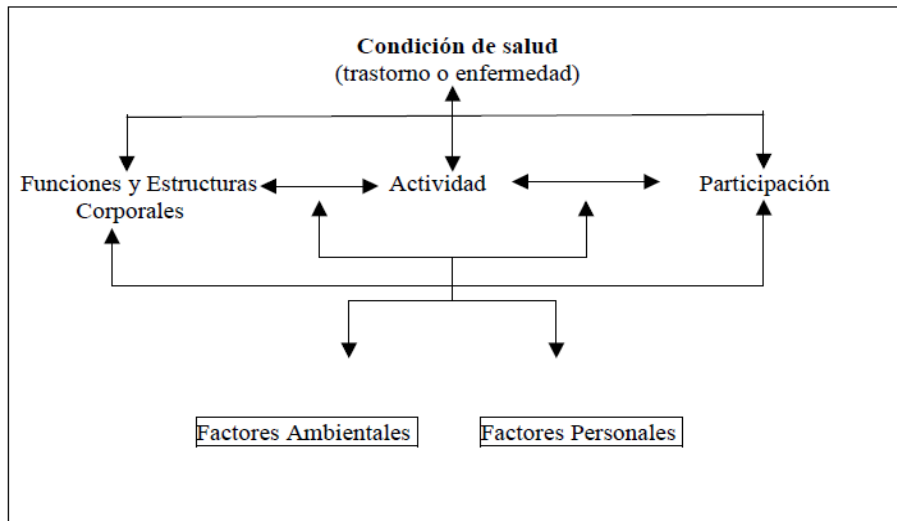 Condición de salud
(trastorno o enfermedad)
Funciones y Estructuras
Corporales
Actividad
Participación
Factores Ambientales
Factores Personales